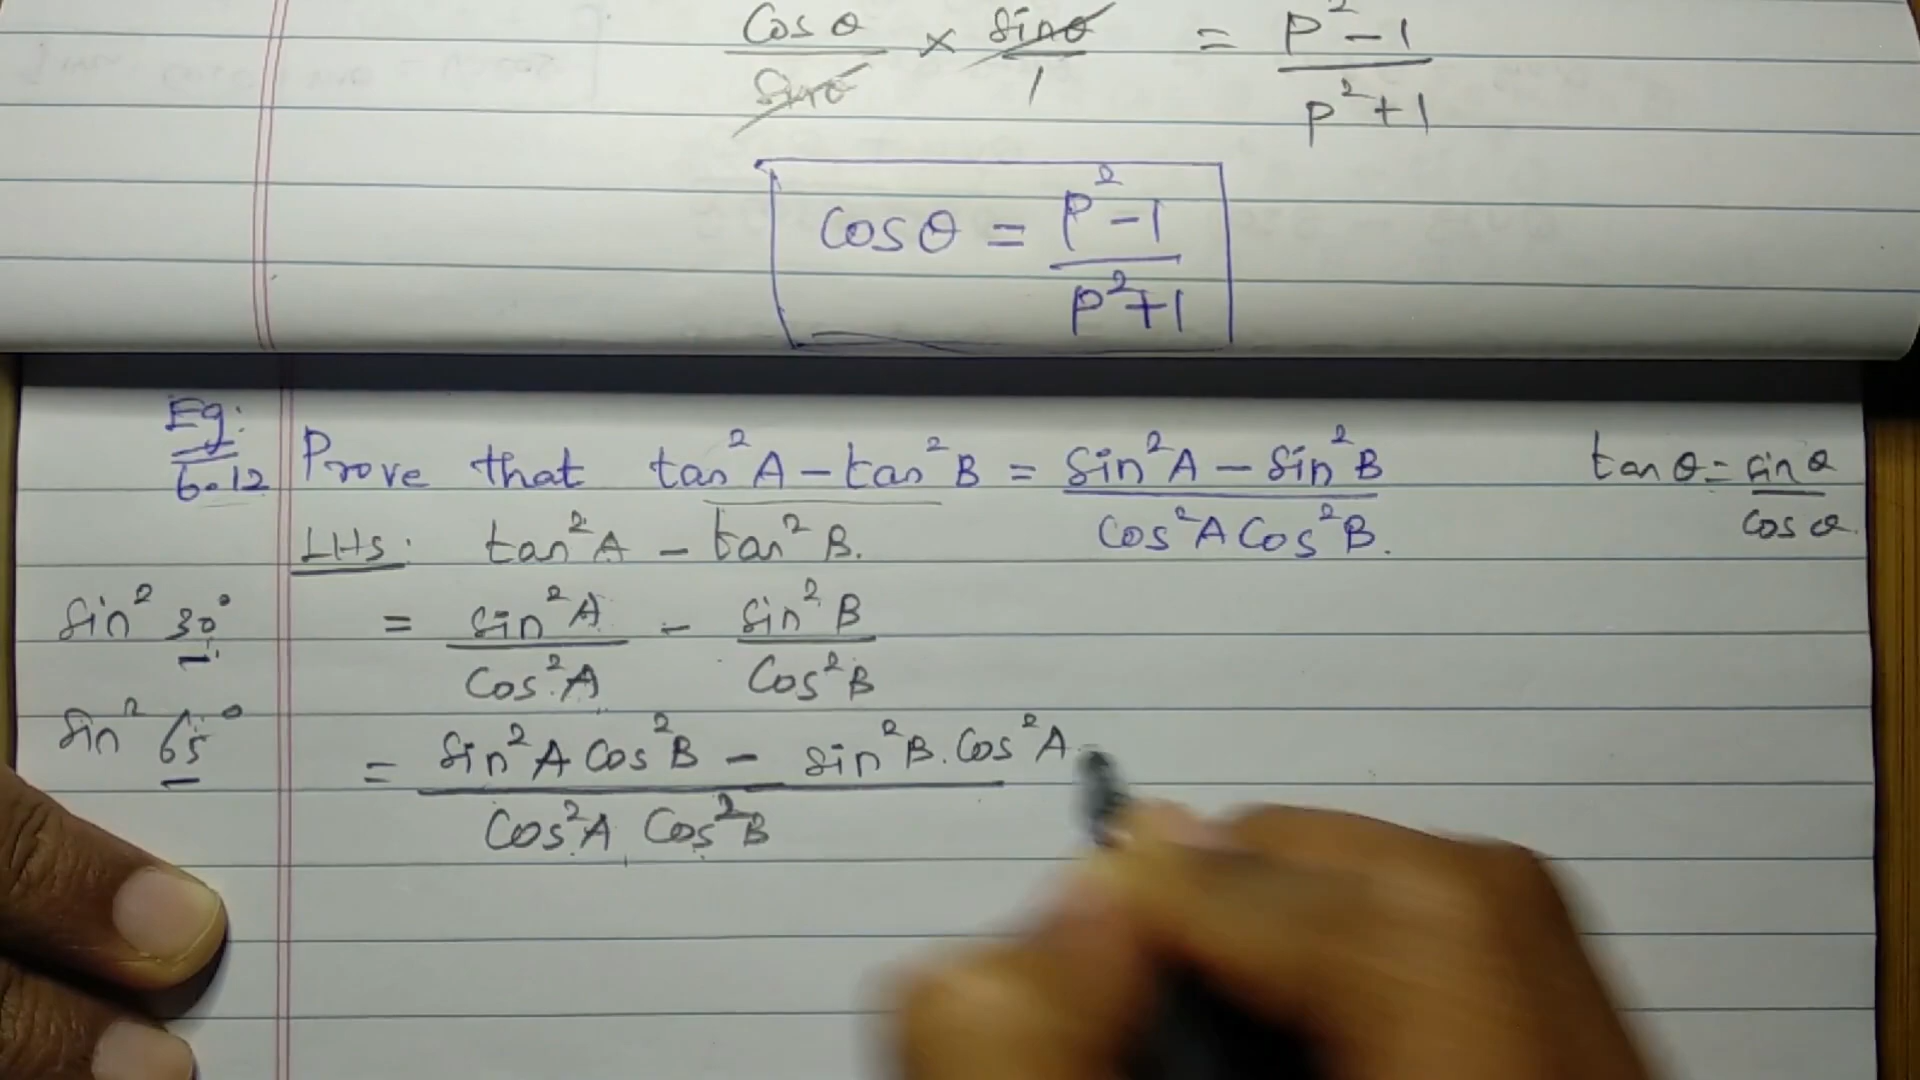 cos θ / sin θ × sin θ / 1 = P² - 1 / P² + 1
cos θ = P² - 1 / P² + 1
Eg: 6.12 Prove that tan²A - tan²B = sin²A - sin²B / cos²A cos²B.
tan θ = sin θ / cos θ
LHS: tan²A - tan²B.
sin² 30°
= sin²A / cos²A - sin²B / cos²B
sin² 65°
= sin²A cos²B - sin²B. cos²A / cos²A cos²B